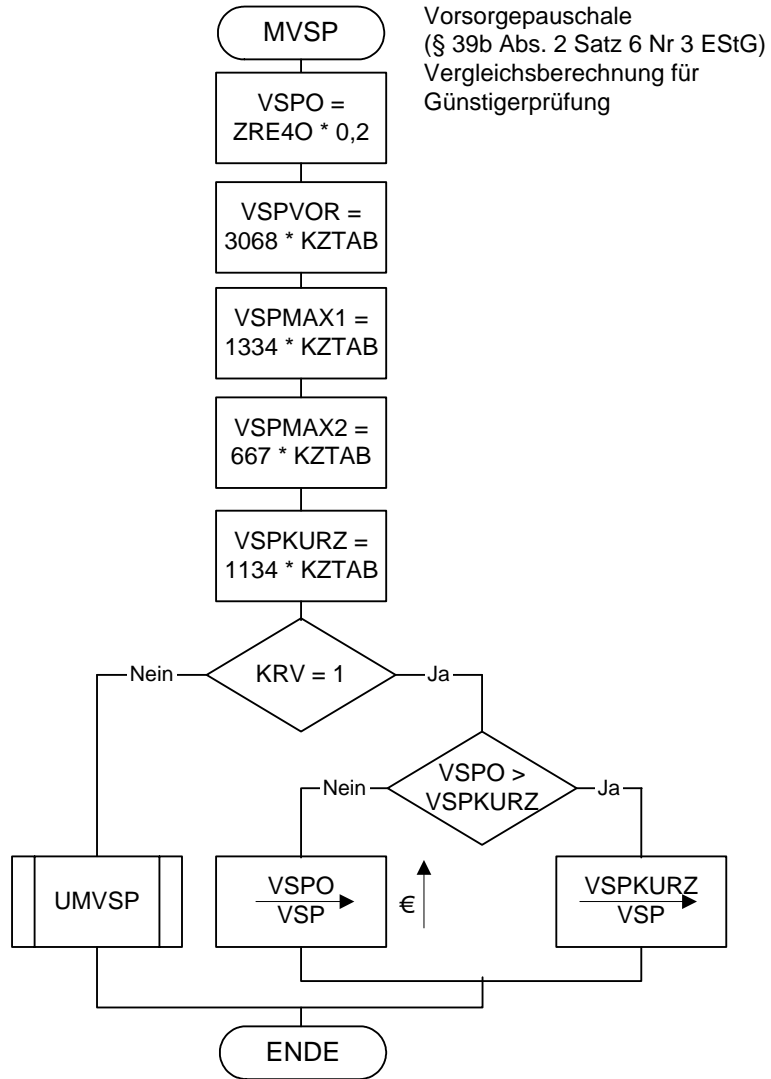 MVSP
Vorsorgepauschale
(§ 39b Abs. 2 Satz 6 Nr 3 EStG)
Vergleichsberechnung für
Günstigerprüfung
VSPO =
ZRE4O * 0,2
VSPVOR =
3068 * KZTAB
VSPMAX1 =
1334 * KZTAB
VSPMAX2 =
667 * KZTAB
VSPKURZ =
1134 * KZTAB
Nein
KRV = 1
Ja
Nein
VSPO >
VSPKURZ
Ja
UMVSP
VSPO
VSP
€
VSPKURZ
VSP
ENDE